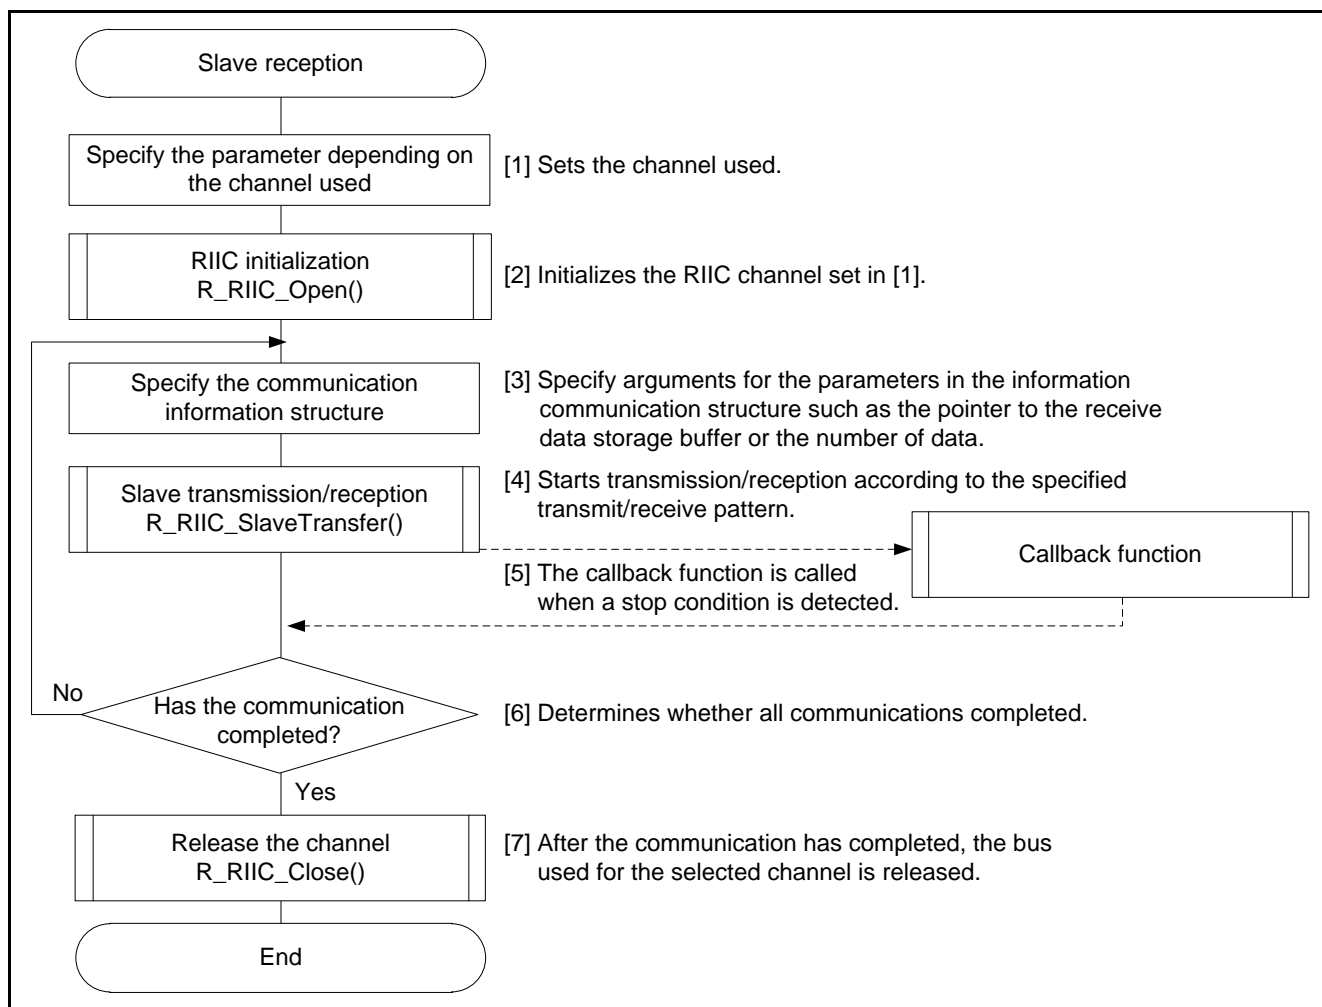 Slave reception
Specify the parameter depending on
the channel used
[1] Sets the channel used.
RIIC initialization
R_RIIC_Open()
[2] Initializes the RIIC channel set in [1].
Specify the communication
information structure
[3] Specify arguments for the parameters in the information
communication structure such as the pointer to the receive
data storage buffer or the number of data.
Slave transmission/reception
R_RIIC_SlaveTransfer()
[4] Starts transmission/reception according to the specified
transmit/receive pattern.
Callback function
[5] The callback function is called
when a stop condition is detected.
No
Has the communication
completed?
[6] Determines whether all communications completed.
Yes
Release the channel
R_RIIC_Close()
[7] After the communication has completed, the bus
used for the selected channel is released.
End